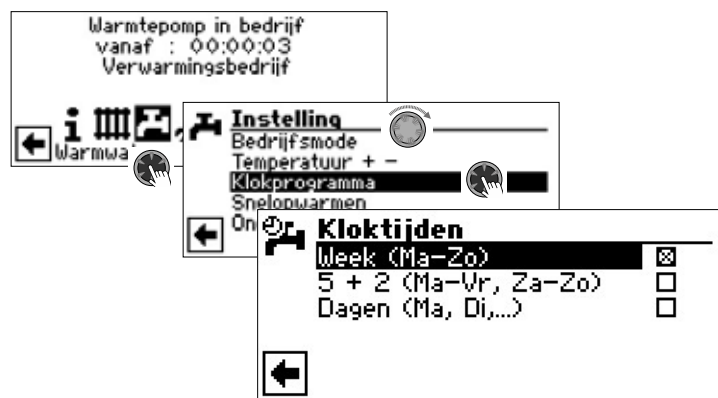 Warmtepomp in bedrijf
vanaf : 00:00:03
Verwarmingsbedrijf
Instelling
Bedrijfsmode
Temperatuur + -
Klokprogramma
Snelopwarmen
Kloktijden
Week (Ma-Zo)
5 + 2 (Ma-Vr, Za-Zo)
Dagen (Ma, Di,...)